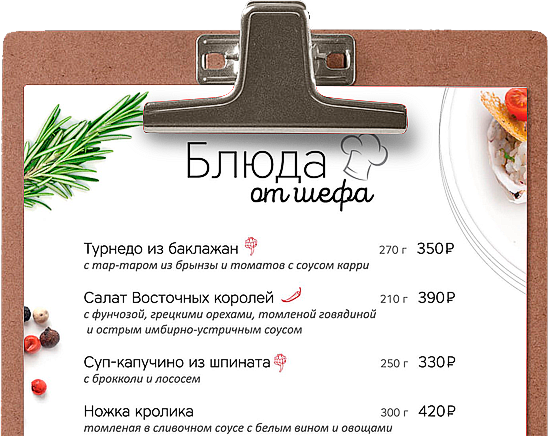 Блюда
от шефа
Турнедо из баклажан 270 г 350₽
с тар-таром из брынзы и томатов с соусом карри
Салат Восточных королей 210 г 390₽
с фунчозой, грецкими орехами, томленой говядиной
и острым имбирно-устричным соусом
Суп-капучино из шпината 250 г 330₽
с брокколи и лососем
Ножка кролика 300 г 420₽
томленая в сливочном соусе с белым вином и овощами